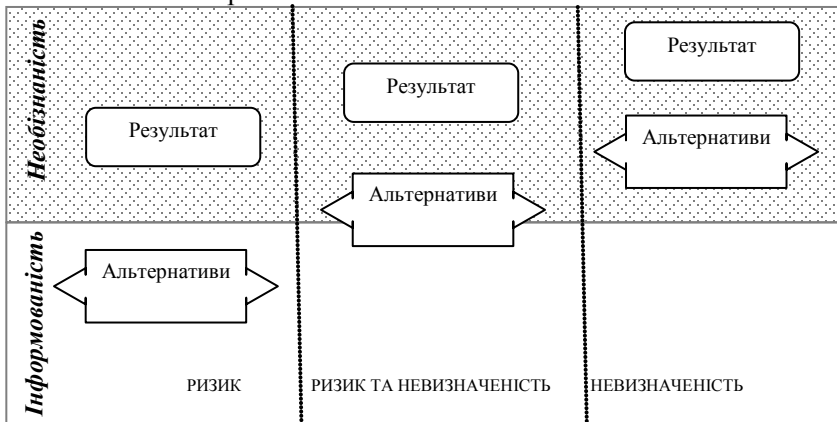 Необізнаність
Результат
Результат
Результат
Альтернативи
Альтернативи
Інформованість
Альтернативи
РИЗИК
РИЗИК ТА НЕВИЗНАЧЕНІСТЬ
НЕВИЗНАЧЕНІСТЬ